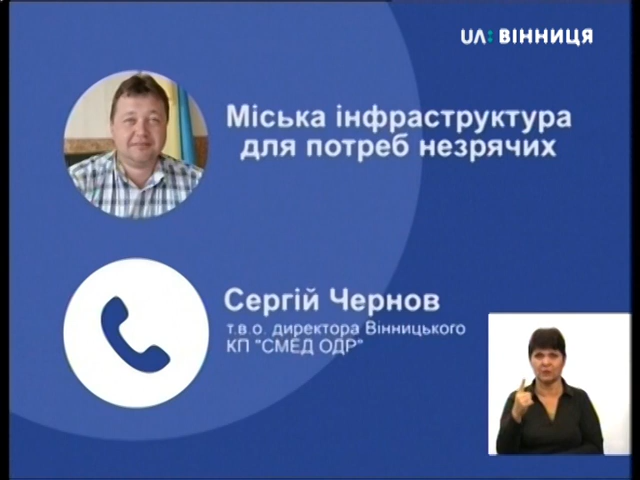 UA: ВІННИЦЯ
Міська інфраструктура
для потреб незрячих
Сергій Чернов
т.в.о. директора Вінницького
КП "СМЕД ОДР"